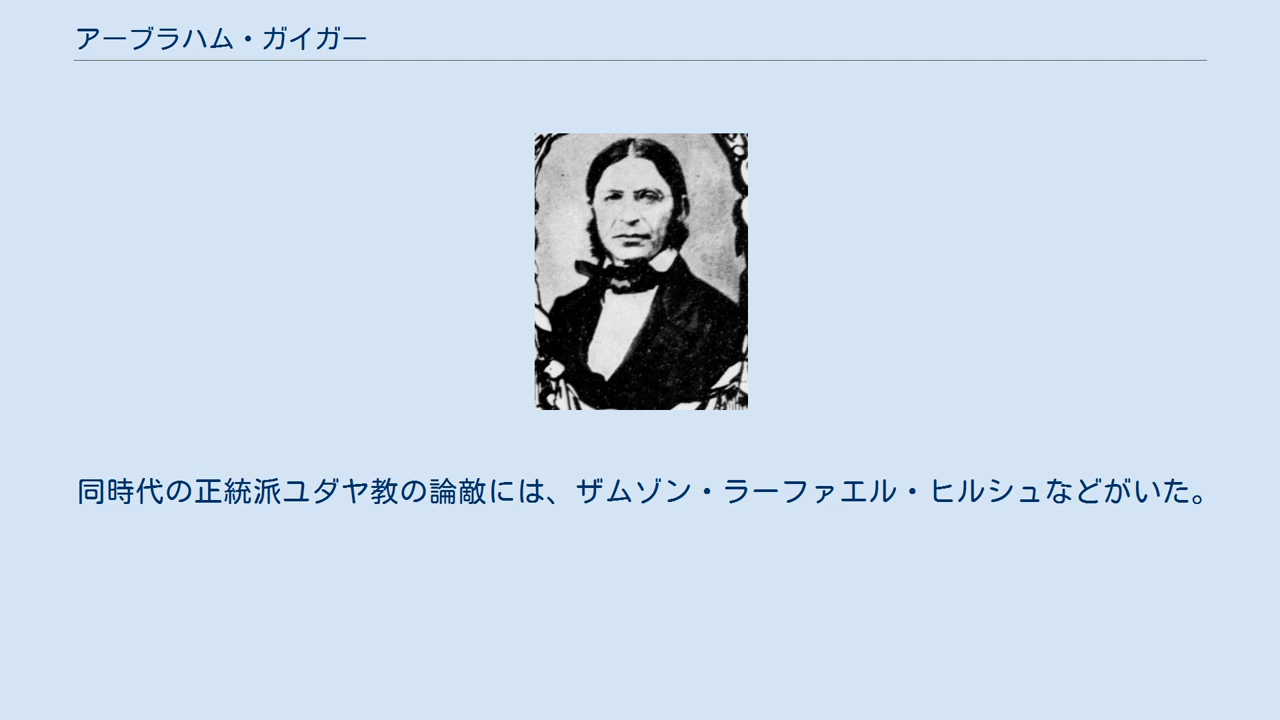 アーブラハム・ガイガー
同時代の正統派ユダヤ教の論敵には、ザムゾン・ラーファエル・ヒルシュなどがいた。